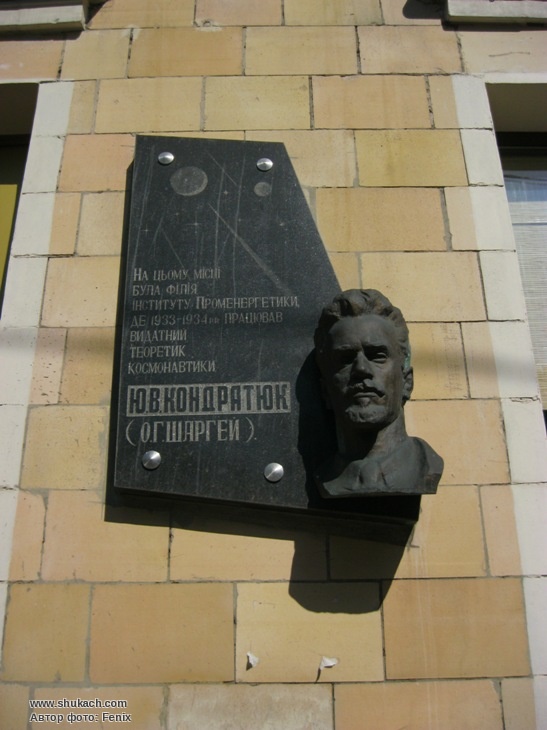 На цьому місці
була філія
інституту Променергетики,
де 1933-1934 рр. працював
видатний
теоретик
космонавтики
Ю.В.КОНДРАТЮК
(О.Г.ШАРГЕЙ).
www.shukach.com
Автор фото: Fenix